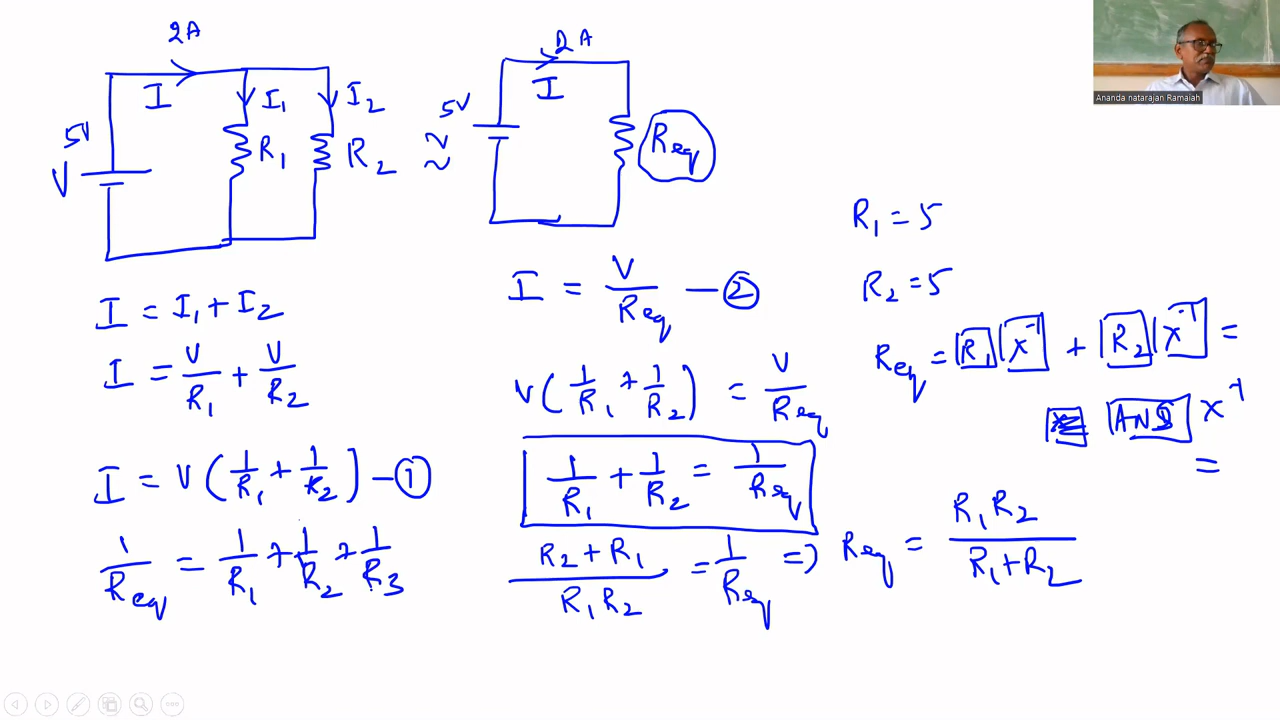 2A
I
5V
V
I₁
I₂
R₁
R₂
≈
2A
I
5V
Req
Ananda natarajan Ramaiah
R₁ = 5
R₂ = 5
I = I₁ + I₂
I = V/R₁ + V/R₂
I = V(1/R₁ + 1/R₂) — ①
1/Req = 1/R₁ + 1/R₂ + 1/R₃
I = V/Req — ②
V(1/R₁ + 1/R₂) = V/Req
1/R₁ + 1/R₂ = 1/Req
R₂ + R₁/R₁R₂ = 1/Req => Req = R₁R₂/R₁+R₂
Req = R₁ x⁻¹ + R₂ x⁻¹ =
ANS x⁻¹
=